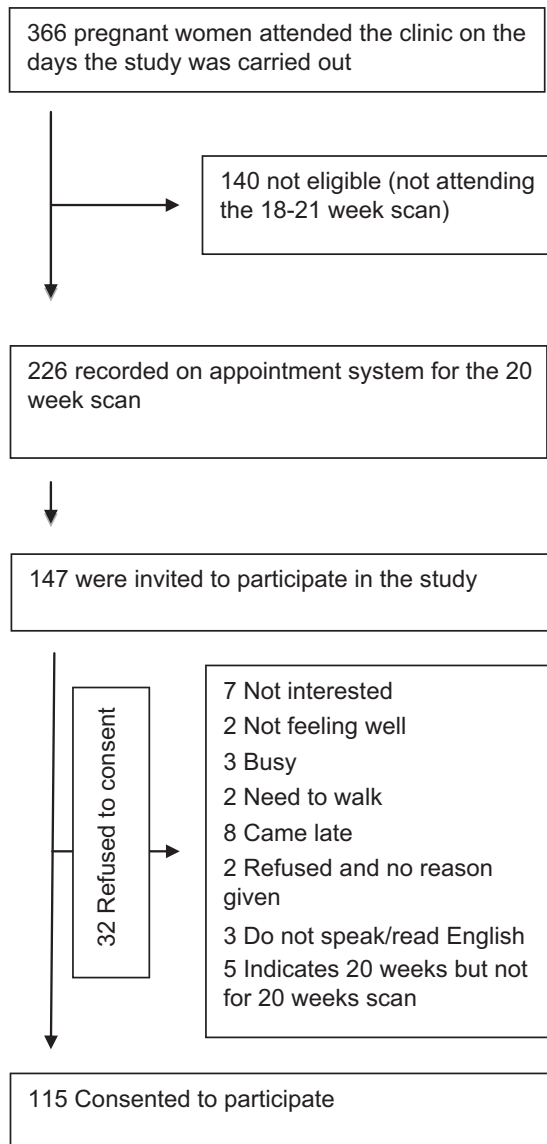 366 pregnant women attended the clinic on the
days the study was carried out
140 not eligible (not attending
the 18-21 week scan)
226 recorded on appointment system for the 20
week scan
147 were invited to participate in the study
32 Refused to consent
7 Not interested
2 Not feeling well
3 Busy
2 Need to walk
8 Came late
2 Refused and no reason
given
3 Do not speak/read English
5 Indicates 20 weeks but not
for 20 weeks scan
115 Consented to participate